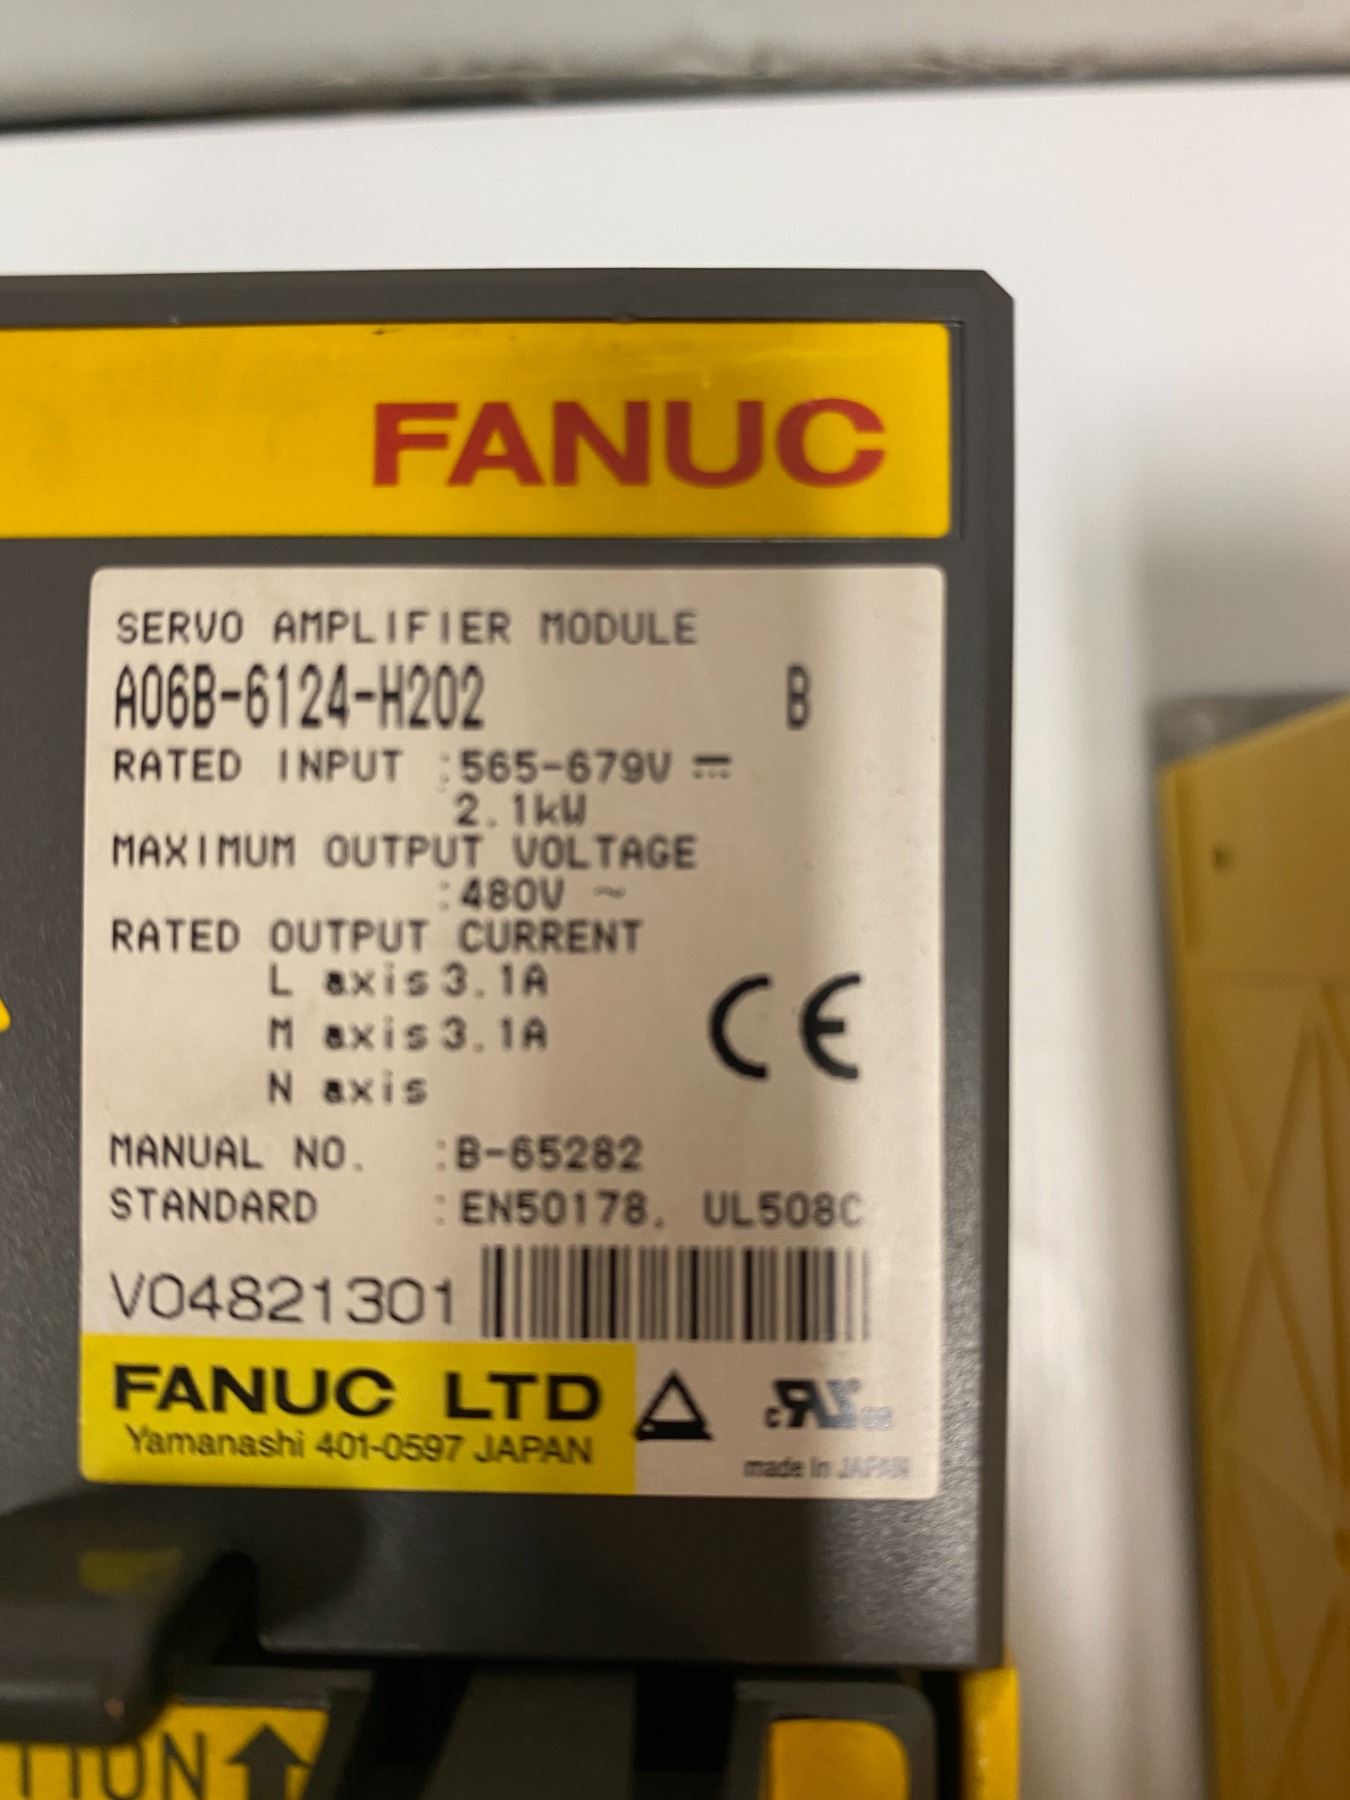 FANUC
SERVO AMPLIFIER MODULE
A06B-6124-H202 B
RATED INPUT :565-679V ⎓
2.1kW
MAXIMUM OUTPUT VOLTAGE
:480V ~
RATED OUTPUT CURRENT
L axis 3.1A
M axis 3.1A
N axis
CE
MANUAL NO. :B-65282
STANDARD :EN50178, UL508C
V04821301
FANUC LTD
Yamanashi 401-0597 JAPAN
made in JAPAN